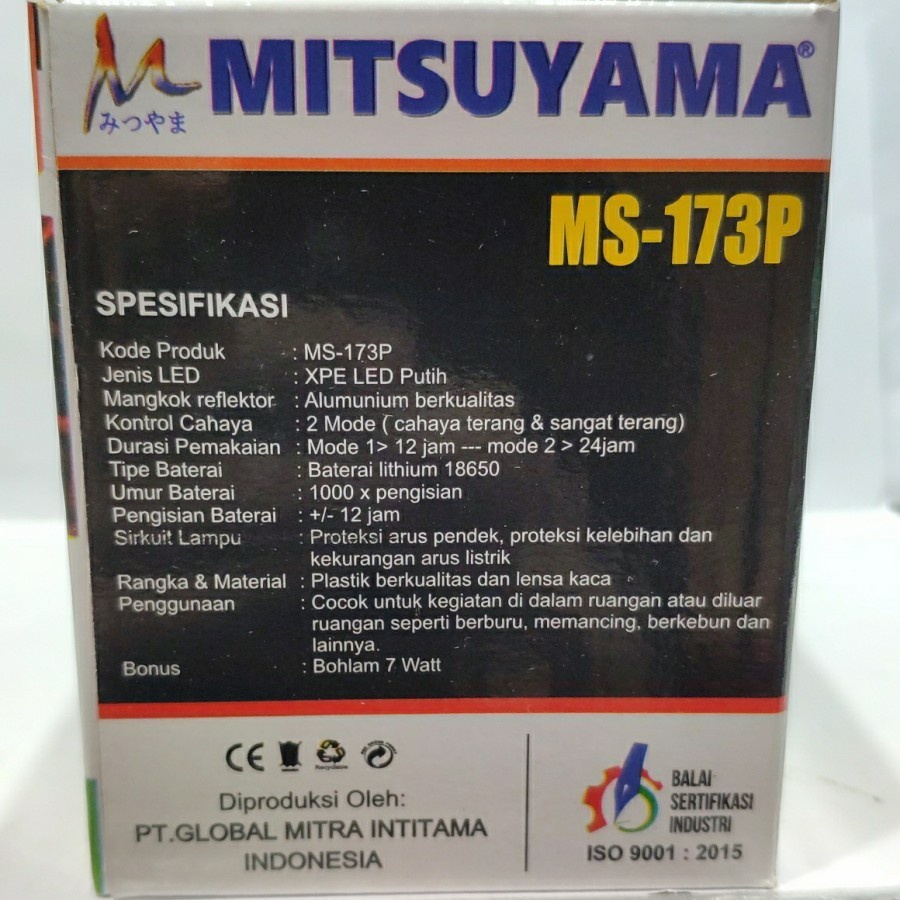 MITSUYAMA®
みつやま
MS-173P
SPESIFIKASI
Kode Produk : MS-173P
Jenis LED : XPE LED Putih
Mangkok reflektor : Alumunium berkualitas
Kontrol Cahaya : 2 Mode ( cahaya terang & sangat terang)
Durasi Pemakaian : Mode 1> 12 jam --- mode 2 > 24jam
Tipe Baterai : Baterai lithium 18650
Umur Baterai : 1000 x pengisian
Pengisian Baterai : +/- 12 jam
Sirkuit Lampu : Proteksi arus pendek, proteksi kelebihan dan
kekurangan arus listrik
Rangka & Material : Plastik berkualitas dan lensa kaca
Penggunaan : Cocok untuk kegiatan di dalam ruangan atau diluar
ruangan seperti berburu, memancing, berkebun dan
lainnya.
Bonus : Bohlam 7 Watt
CE
Recyclable
Diproduksi Oleh:
PT.GLOBAL MITRA INTITAMA
INDONESIA
BALAI
SERTIFIKASI
INDUSTRI
ISO 9001 : 2015